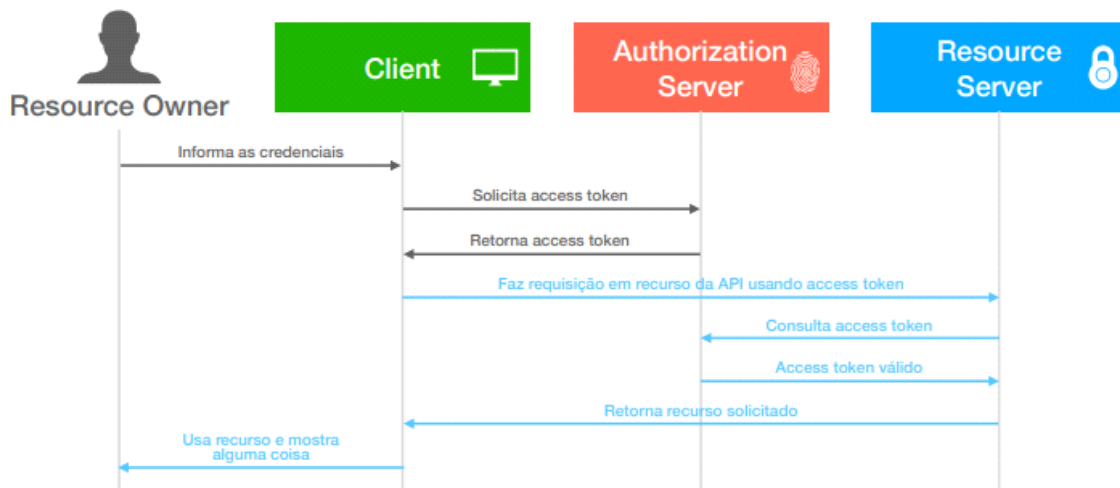 Resource Owner
Client
Authorization
Server
Resource
Server
Informa as credenciais
Solicita access token
Retorna access token
Faz requisição em recurso da API usando access token
Consulta access token
Access token válido
Retorna recurso solicitado
Usa recurso e mostra
alguma coisa